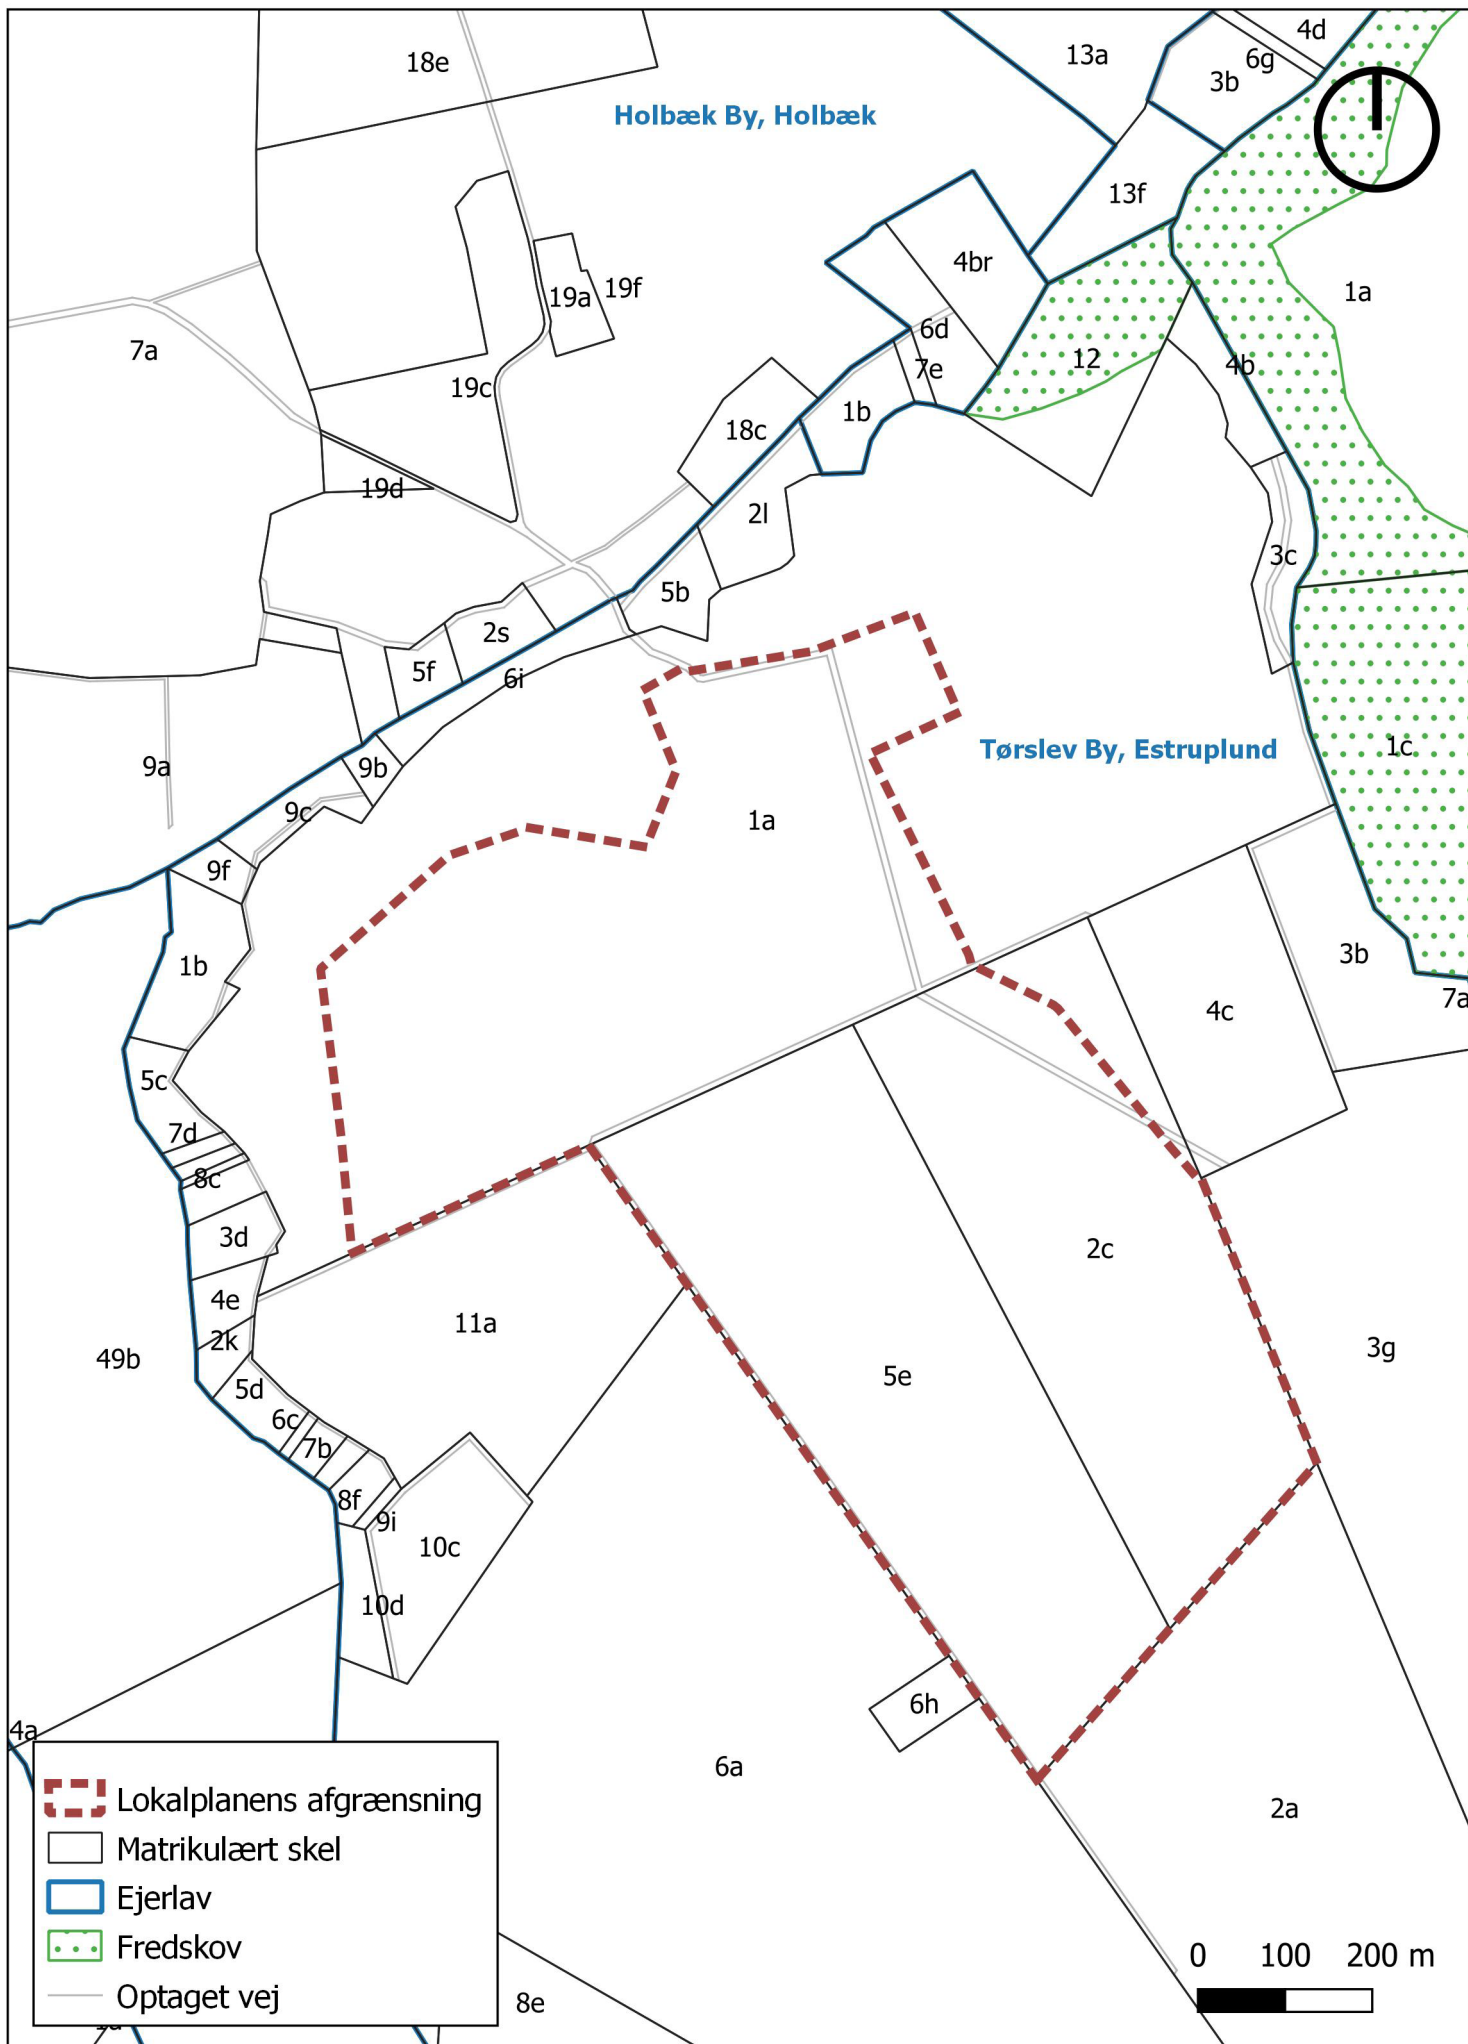 4d
18e
13a
6g
3b
Holbæk By, Holbæk
13f
4br
19a
19f
1a
6d
7a
12
4b
7e
19c
1b
18c
19d
2l
3c
5b
2s
5f
6i
Tørslev By, Estruplund
1c
9a
9b
9c
1a
9f
3b
1b
7a
4c
5c
7d
8c
3d
2c
4e
11a
2k
3g
49b
5e
5d
6c
7b
8f
9i
10c
10d
6h
4a
6a
2a
Lokalplanens afgrænsning
Matrikulært skel
Ejerlav
Fredskov
Optaget vej
0 100 200 m
8e